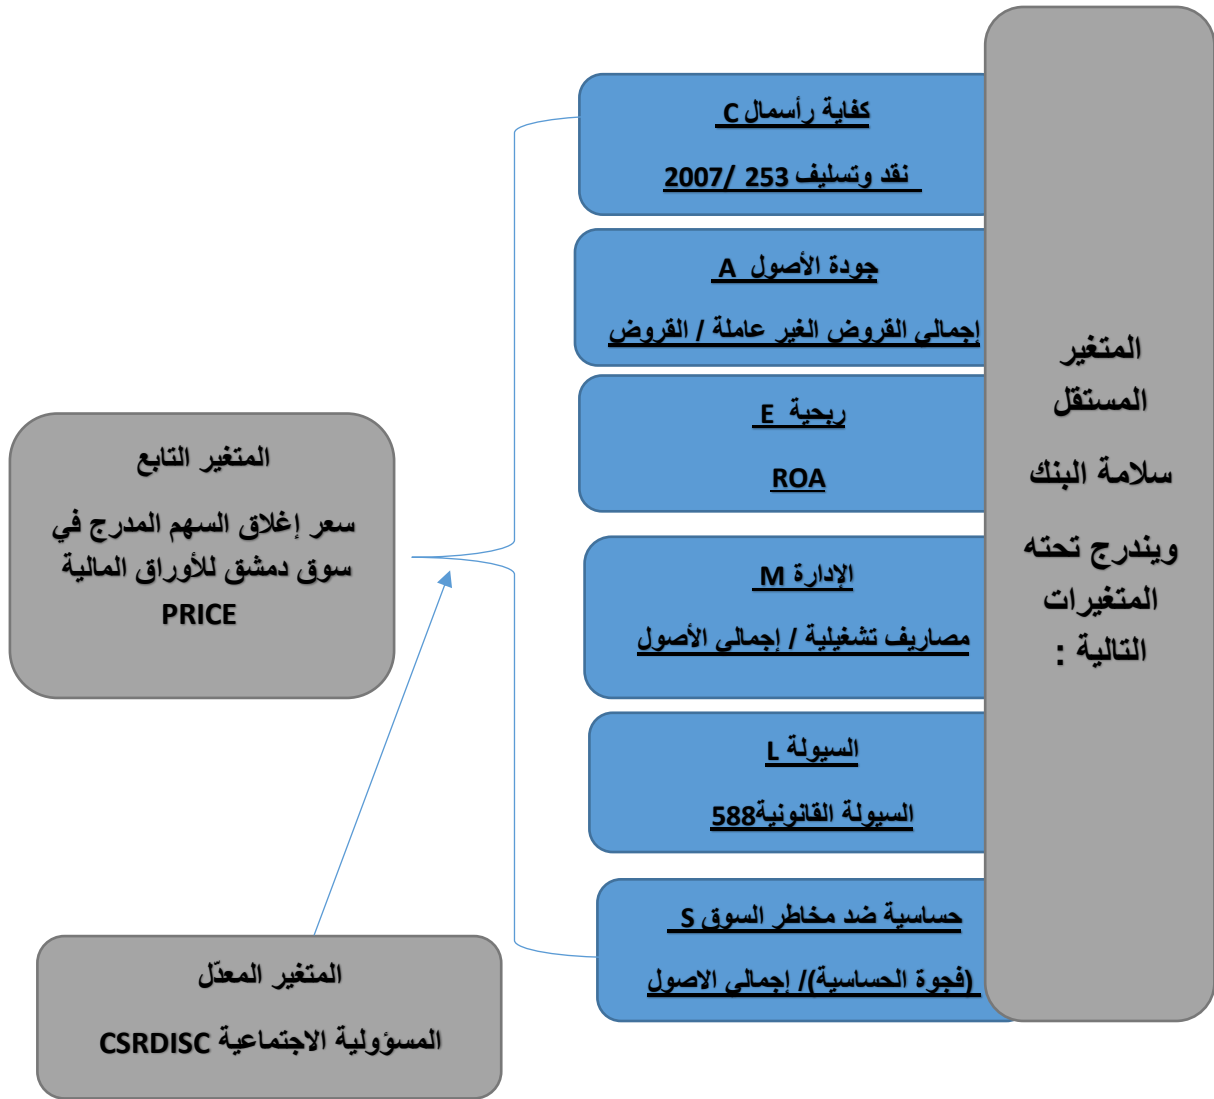 المتغير
المستقل
سلامة البنك
ويندرج تحته
المتغيرات
التالية :
كفاية رأسمال C
نقد وتسليف 253 /2007
جودة الأصول A
إجمالي القروض الغير عاملة / القروض
ربحية E
ROA
الإدارة M
مصاريف تشغيلية / إجمالي الأصول
السيولة L
السيولة القانونية588
حساسية ضد مخاطر السوق S
(فجوة الحساسية)/ إجمالي الاصول
المتغير التابع
سعر إغلاق السهم المدرج في
سوق دمشق للأوراق المالية
PRICE
المتغير المعدّل
المسؤولية الاجتماعية CSRDISC